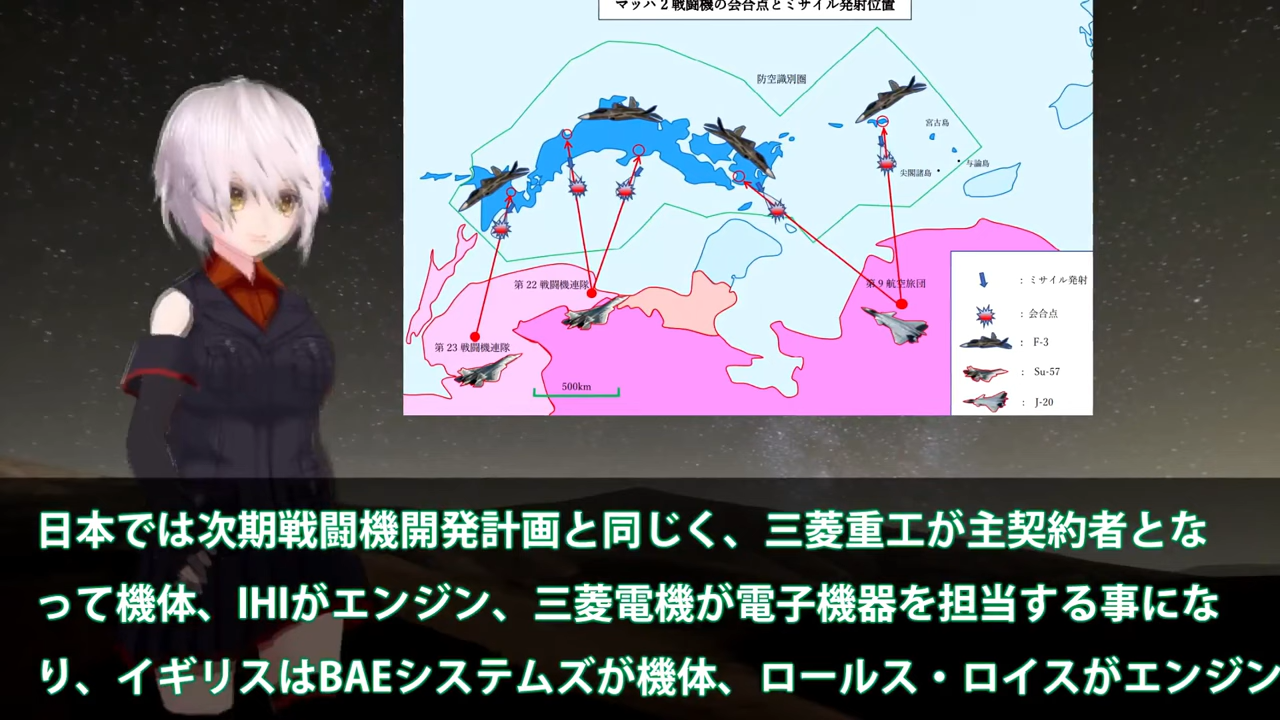 マッハ2戦闘機の会合点とミサイル発射位置
防空識別圏
宮古島
与論島
尖閣諸島
第22戦闘機連隊
第9航空旅団
第23戦闘機連隊
500km
：ミサイル発射
：会合点
： F-3
： Su-57
： J-20
日本では次期戦闘機開発計画と同じく、三菱重工が主契約者とな
って機体、IHIがエンジン、三菱電機が電子機器を担当する事にな
り、イギリスはBAEシステムズが機体、ロールス・ロイスがエンジン